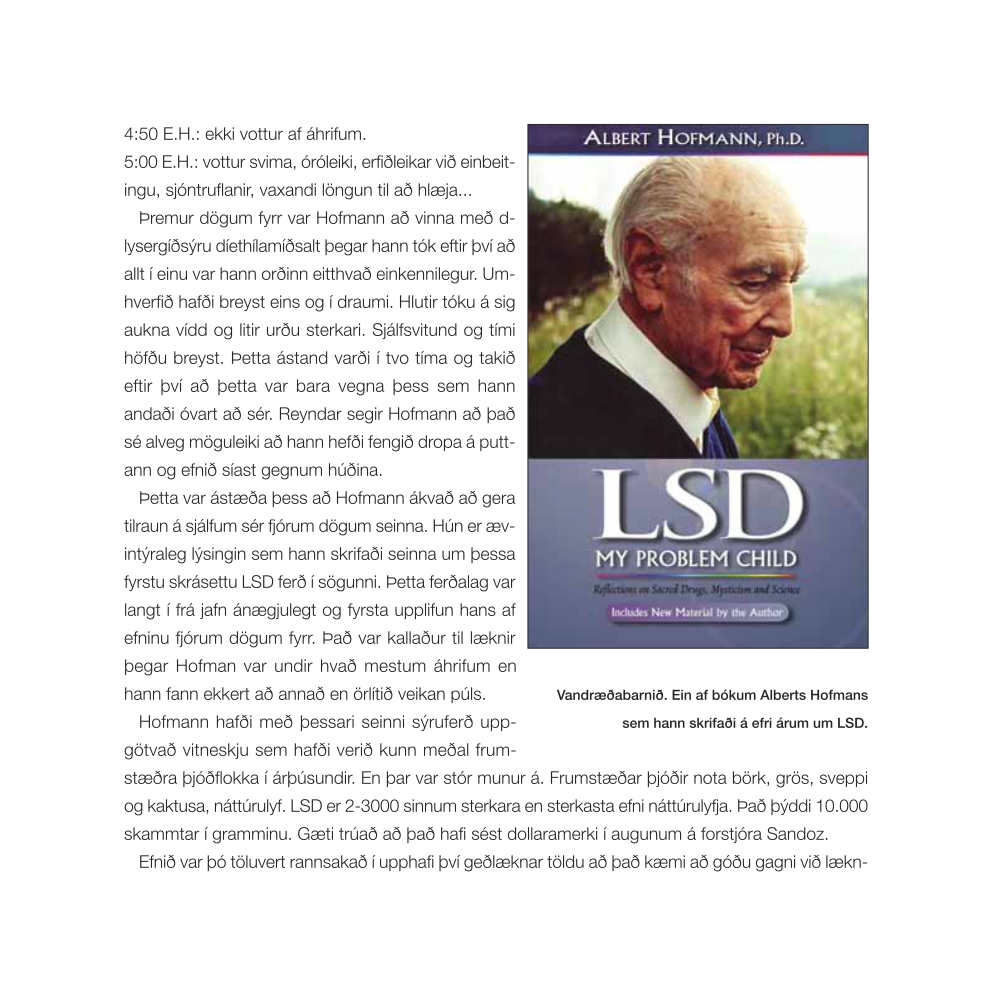 4:50 E.H.: ekki vottur af áhrifum.
5:00 E.H.: vottur svima, óróleiki, erfiðleikar við einbeit-
ingu, sjóntruflanir, vaxandi löngun til að hlæja...
Þremur dögum fyrr var Hofmann að vinna með d-
lysergíðsýru díethílamíðsalt þegar hann tók eftir því að
allt í einu var hann orðinn eitthvað einkennilegur. Um-
hverfið hafði breyst eins og í draumi. Hlutir tóku á sig
aukna vídd og litir urðu sterkari. Sjálfsvitund og tími
höfðu breyst. Þetta ástand varði í tvo tíma og takið
eftir því að þetta var bara vegna þess sem hann
andaði óvart að sér. Reyndar segir Hofmann að það
sé alveg möguleiki að hann hefði fengið dropa á putt-
ann og efnið síast gegnum húðina.
Þetta var ástæða þess að Hofmann ákvað að gera
tilraun á sjálfum sér fjórum dögum seinna. Hún er æv-
intýraleg lýsingin sem hann skrifaði seinna um þessa
fyrstu skrásettu LSD ferð í sögunni. Þetta ferðalag var
langt í frá jafn ánægjulegt og fyrsta upplifun hans af
efninu fjórum dögum fyrr. Það var kallaður til læknir
þegar Hofman var undir hvað mestum áhrifum en
hann fann ekkert að annað en örlítið veikan púls.
Hofmann hafði með þessari seinni sýruferð upp-
götvað vitneskju sem hafði verið kunn meðal frum-
stæðra þjóðflokka í árþúsundir. En þar var stór munur á. Frumstæðar þjóðir nota börk, grös, sveppi
og kaktusa, náttúrulyf. LSD er 2-3000 sinnum sterkara en sterkasta efni náttúrulyfja. Það þýddi 10.000
skammtar í gramminu. Gæti trúað að það hafi sést dollaramerki í augunum á forstjóra Sandoz.
Efnið var þó töluvert rannsakað í upphafi því geðlæknar töldu að það kæmi að góðu gagni við lækn-
ALBERT HOFMANN, Ph.D.
LSD
MY PROBLEM CHILD
Reflections on Sacred Drugs, Mysticism and Science
Includes New Material by the Author
Vandræðabarnið. Ein af bókum Alberts Hofmans
sem hann skrifaði á efri árum um LSD.